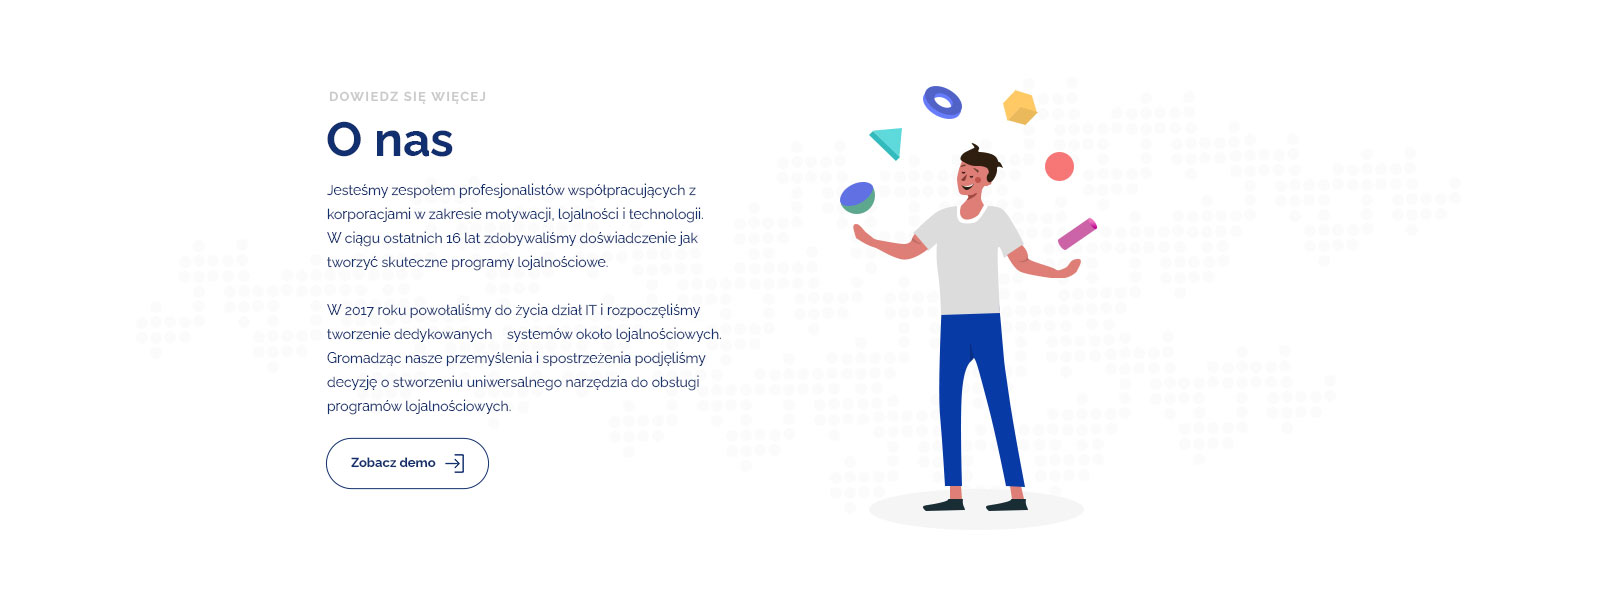 DOWIEDZ SIĘ WIĘCEJ
O nas
Jesteśmy zespołem profesjonalistów współpracujących z
korporacjami w zakresie motywacji, lojalności i technologii.
W ciągu ostatnich 16 lat zdobywaliśmy doświadczenie jak
tworzyć skuteczne programy lojalnościowe.
W 2017 roku powołaliśmy do życia dział IT i rozpoczęliśmy
tworzenie dedykowanych systemów około lojalnościowych.
Gromadząc nasze przemyślenia i spostrzeżenia podjęliśmy
decyzję o stworzeniu uniwersalnego narzędzia do obsługi
programów lojalnościowych.
Zobacz demo